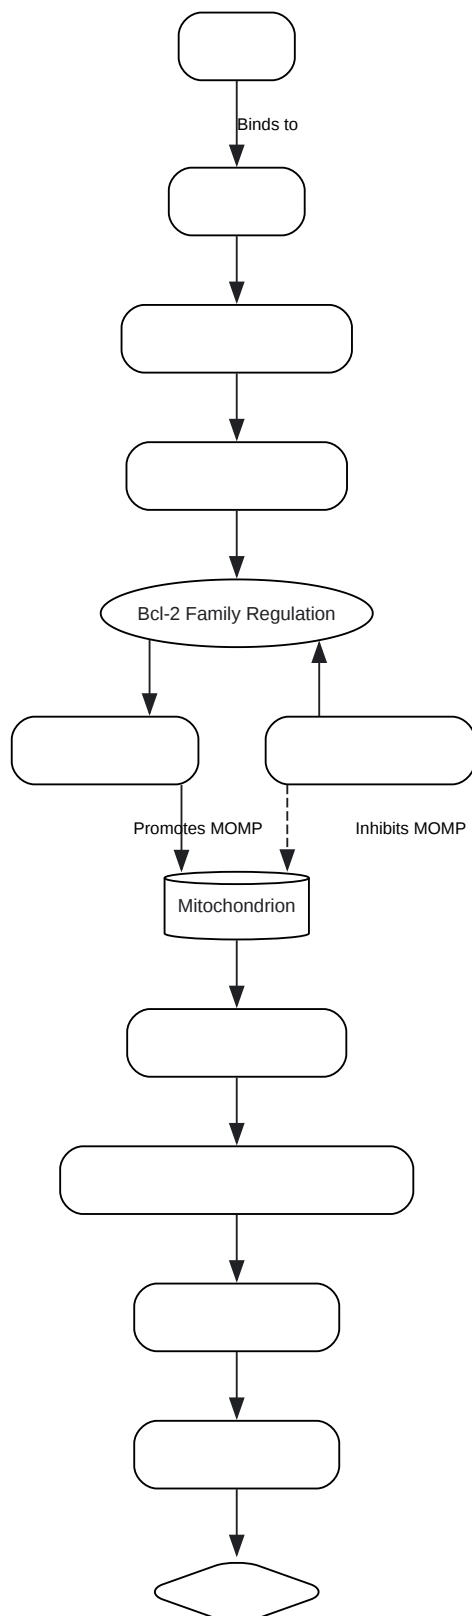 Binds to
Bcl-2 Family Regulation
Promotes MOMP
Inhibits MOMP
Mitochondrion